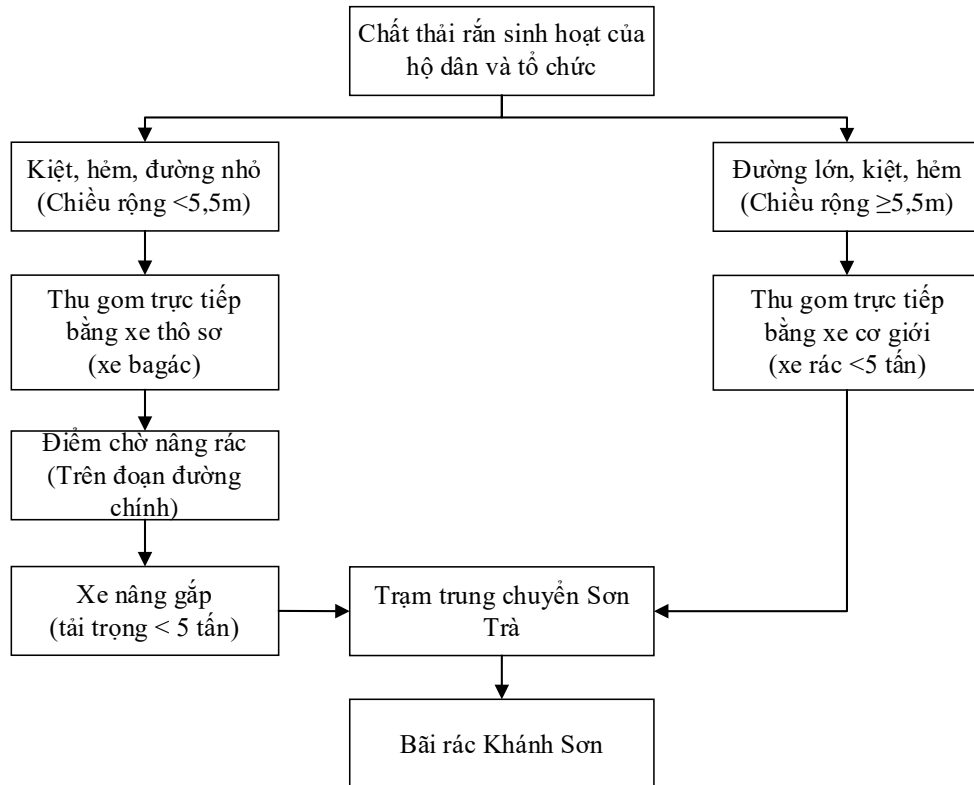 Chất thải rắn sinh hoạt của
hộ dân và tổ chức
Kiệt, hẻm, đường nhỏ
(Chiều rộng <5,5m)
Đường lớn, kiệt, hẻm
(Chiều rộng ≥5,5m)
Thu gom trực tiếp
bằng xe thô sơ
(xe bagác)
Thu gom trực tiếp
bằng xe cơ giới
(xe rác <5 tấn)
Điểm chờ nâng rác
(Trên đoạn đường
chính)
Xe nâng gắp
(tải trọng < 5 tấn)
Trạm trung chuyển Sơn
Trà
Bãi rác Khánh Sơn